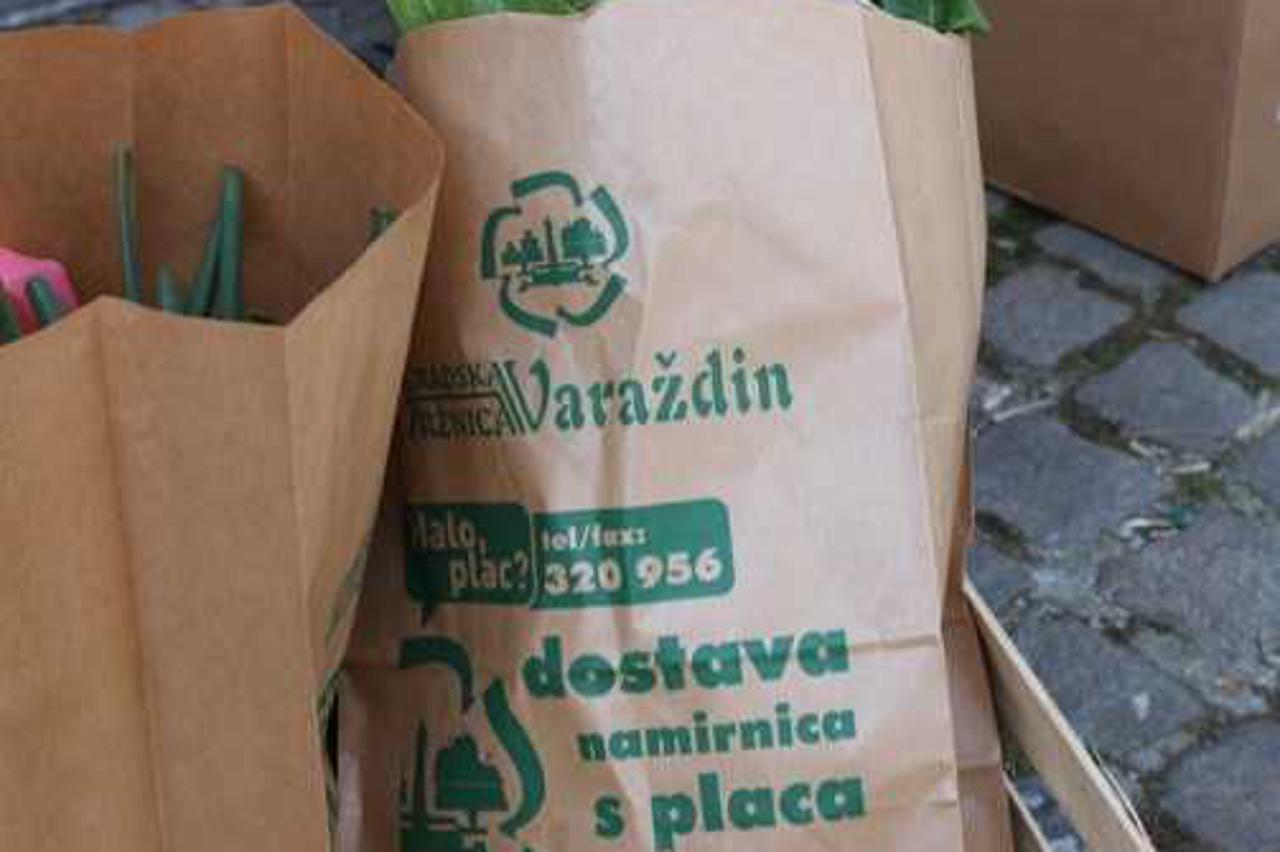 Varaždin
Halo,
plac?
tel/fax:
320 956
dostava
namirnica
s placa